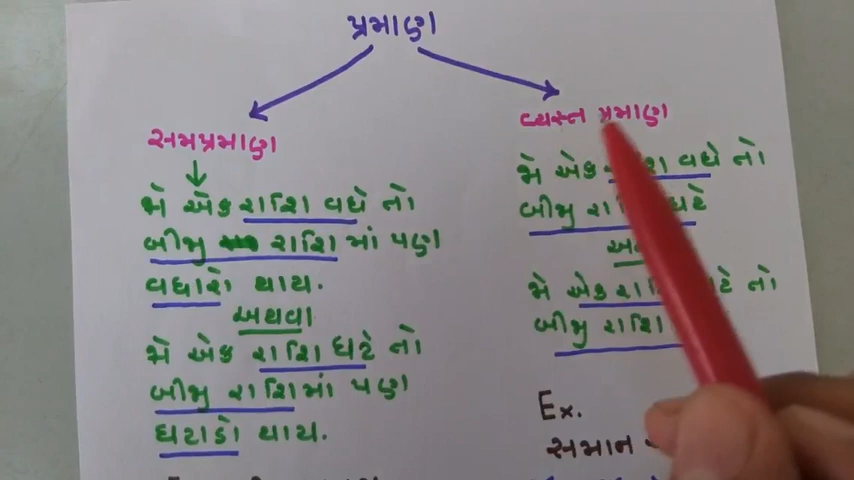 પ્રમાણ
સમપ્રમાણ
જો એક રાશિ વધે તો
બીજી રાશિ માં પણ
વધારો થાય.
અથવા
જો એક રાશિ ઘટે તો
બીજી રાશિમાં પણ
ઘટાડો થાય.
વ્યસ્ત પ્રમાણ
જો એક વધે તો
બીજી
જો એક તો
બીજી રાશિ
Ex.
સમાન